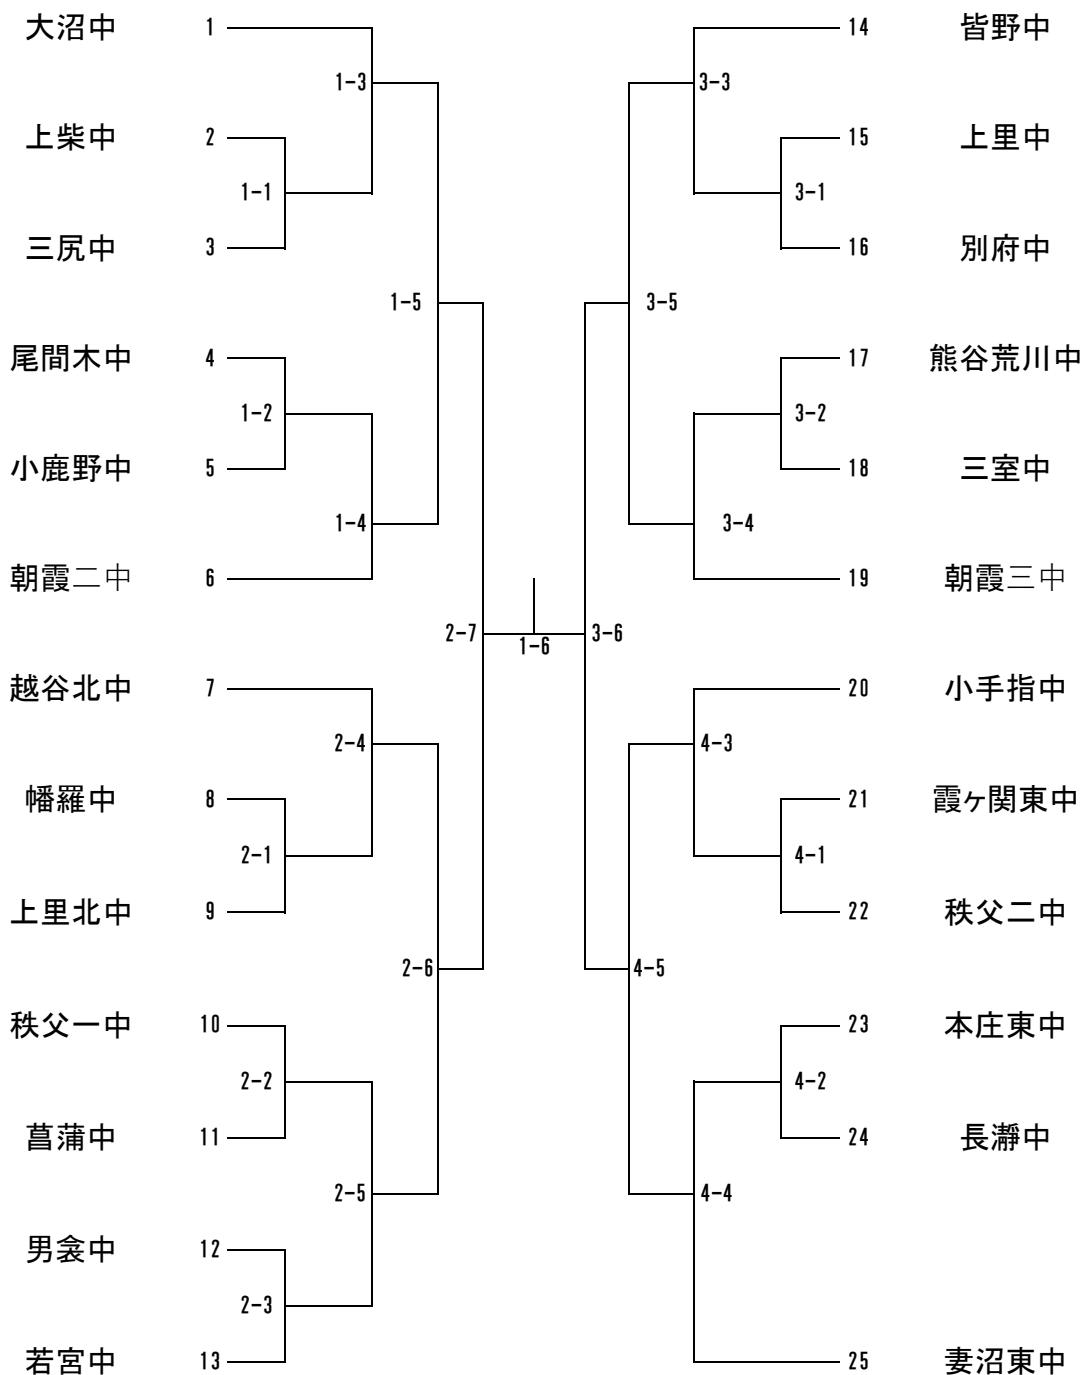 大沼中 1 14 皆野中
1-3 3-3
上柴中 2 15 上里中
1-1 3-1
三尻中 3 16 別府中
1-5 3-5
尾間木中 4 17 熊谷荒川中
1-2 3-2
小鹿野中 5 18 三室中
1-4 3-4
朝霞二中 6 19 朝霞三中
2-7 3-6
1-6
越谷北中 7 20 小手指中
2-4 4-3
幡羅中 8 21 霞ヶ関東中
2-1 4-1
上里北中 9 22 秩父二中
2-6 4-5
秩父一中 10 23 本庄東中
2-2 4-2
菖蒲中 11 24 長瀞中
2-5 4-4
男衾中 12
2-3
若宮中 13 25 妻沼東中